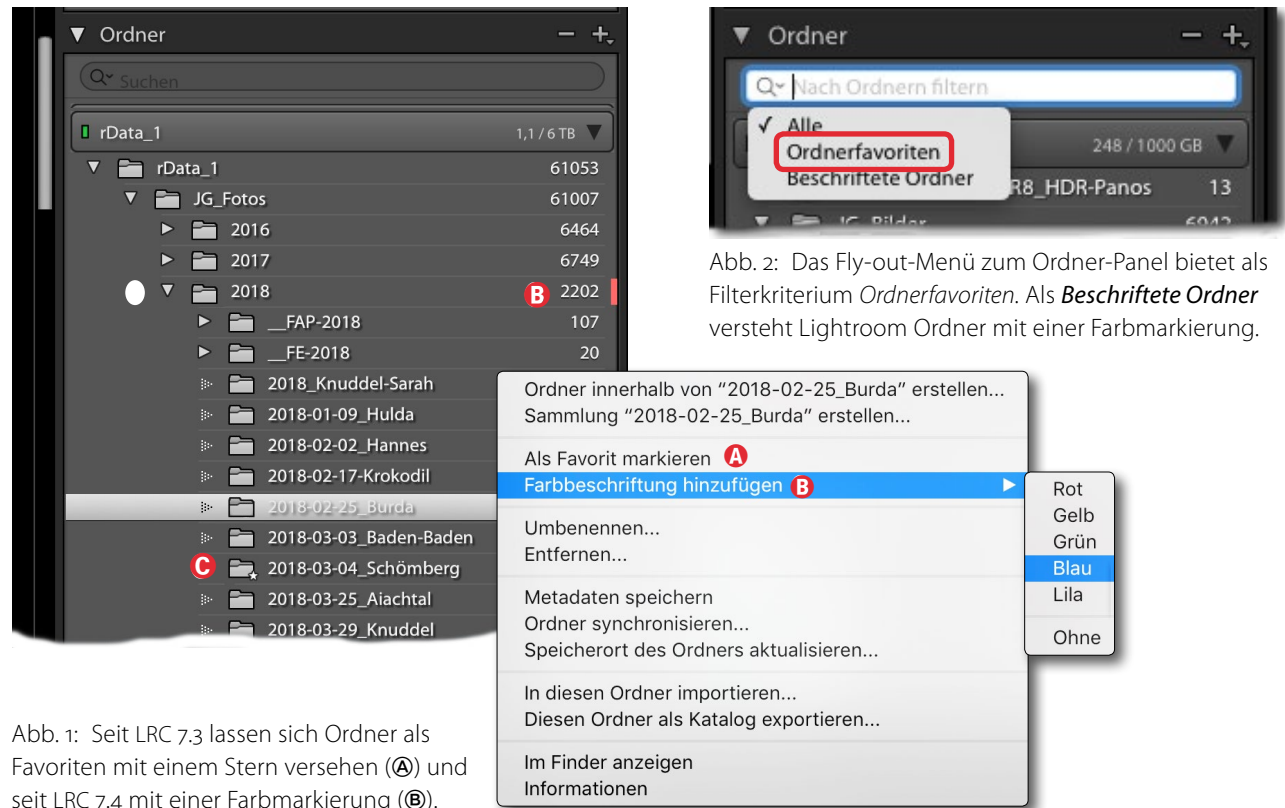 Ordner
Suchen
rData_1 1,1 / 6 TB
rData_1 61053
JG_Fotos 61007
2016 6464
2017 6749
2018 B 2202
__FAP-2018 107
__FE-2018 20
2018_Knuddel-Sarah
2018-01-09_Hulda
2018-02-02_Hannes
2018-02-17-Krokodil
2018-02-25_Burda
2018-03-03_Baden-Baden
C 2018-03-04_Schömberg
2018-03-25_Aiachtal
2018-03-29_Knuddel
Ordner
Nach Ordnern filtern
Alle
Ordnerfavoriten
Beschriftete Ordner
248 / 1000 GB
R8_HDR-Panos 13
JG_Bilder 6942
Abb. 2: Das Fly-out-Menü zum Ordner-Panel bietet als
Filterkriterium Ordnerfavoriten. Als Beschriftete Ordner
versteht Lightroom Ordner mit einer Farbmarkierung.
Ordner innerhalb von "2018-02-25_Burda" erstellen...
Sammlung "2018-02-25_Burda" erstellen...
Als Favorit markieren A
Farbbeschriftung hinzufügen B
Umbenennen...
Entfernen...
Metadaten speichern
Ordner synchronisieren...
Speicherort des Ordners aktualisieren...
In diesen Ordner importieren...
Diesen Ordner als Katalog exportieren...
Im Finder anzeigen
Informationen
Rot
Gelb
Grün
Blau
Lila
Ohne
Abb. 1: Seit LRC 7.3 lassen sich Ordner als
Favoriten mit einem Stern versehen (A) und
seit LRC 7.4 mit einer Farbmarkierung (B).